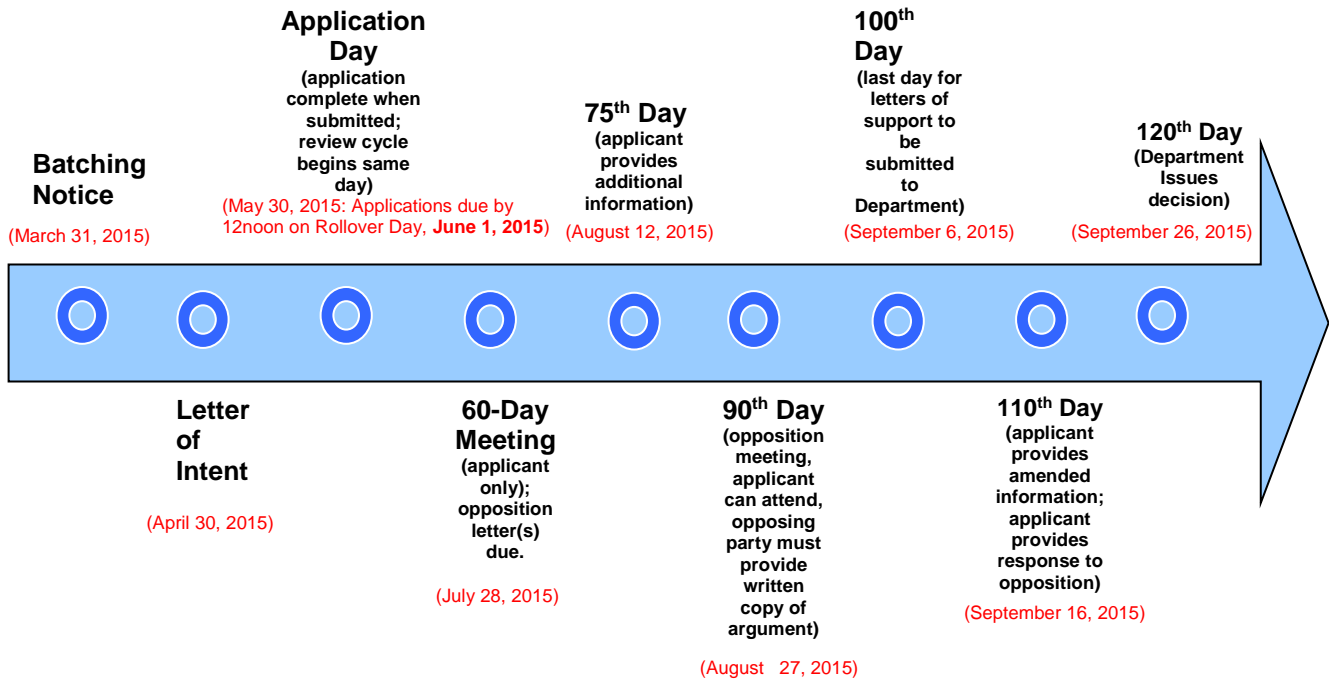 Batching
Notice
(March 31, 2015)
Letter
of
Intent
(April 30, 2015)
Application
Day
(application
complete when
submitted;
review cycle
begins same
day)
(May 30, 2015: Applications due by
12noon on Rollover Day, June 1, 2015)
60-Day
Meeting
(applicant
only);
opposition
letter(s)
due.
(July 28, 2015)
75th Day
(applicant
provides
additional
information)
(August 12, 2015)
90th Day
(opposition
meeting,
applicant
can attend,
opposing
party must
provide
written
copy of
argument)
(August 27, 2015)
100th
Day
(last day for
letters of
support to
be
submitted
to
Department)
(September 6, 2015)
110th Day
(applicant
provides
amended
information;
applicant
provides
response to
opposition)
(September 16, 2015)
120th Day
(Department
Issues
decision)
(September 26, 2015)